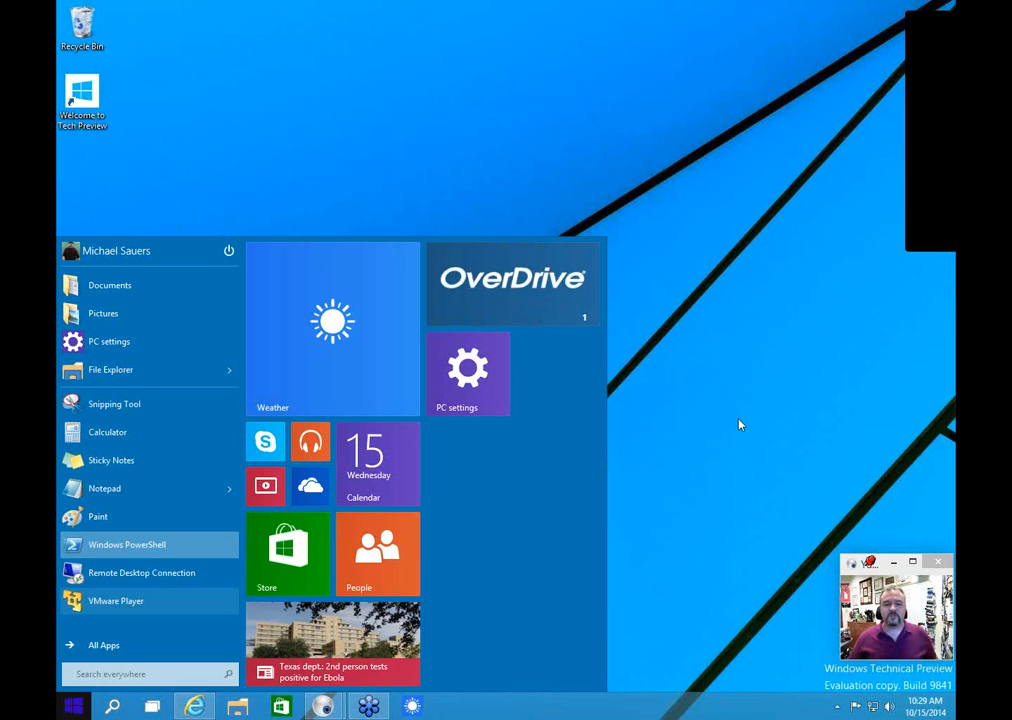 Recycle Bin
Welcome to
Tech Preview
Michael Sauers
Documents
Pictures
PC settings
File Explorer
Snipping Tool
Calculator
Sticky Notes
Notepad
Paint
Windows PowerShell
Remote Desktop Connection
VMware Player
All Apps
Search everywhere
Weather
OverDrive
1
PC settings
15
Wednesday
Calendar
Store
People
Texas dept.: 2nd person tests
positive for Ebola
Windows Technical Preview
Evaluation copy. Build 9841
10:29 AM
10/15/2014